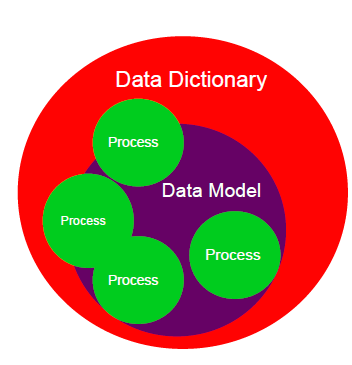 Data Dictionary
Process
Data Model
Process
Process
Process